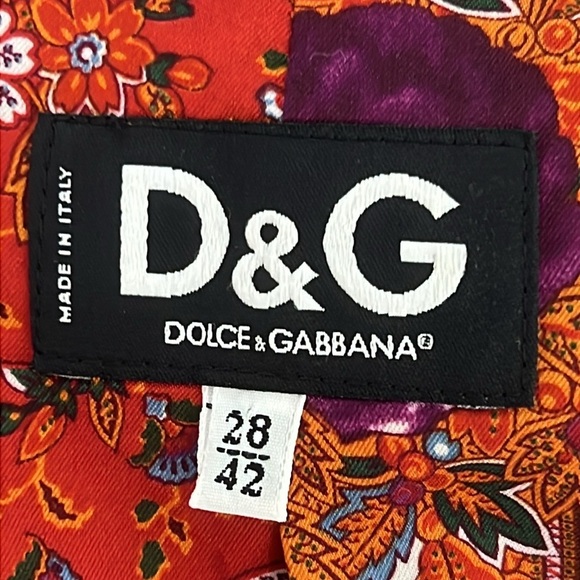 MADE IN ITALY
D&G
DOLCE & GABBANA®
28
42